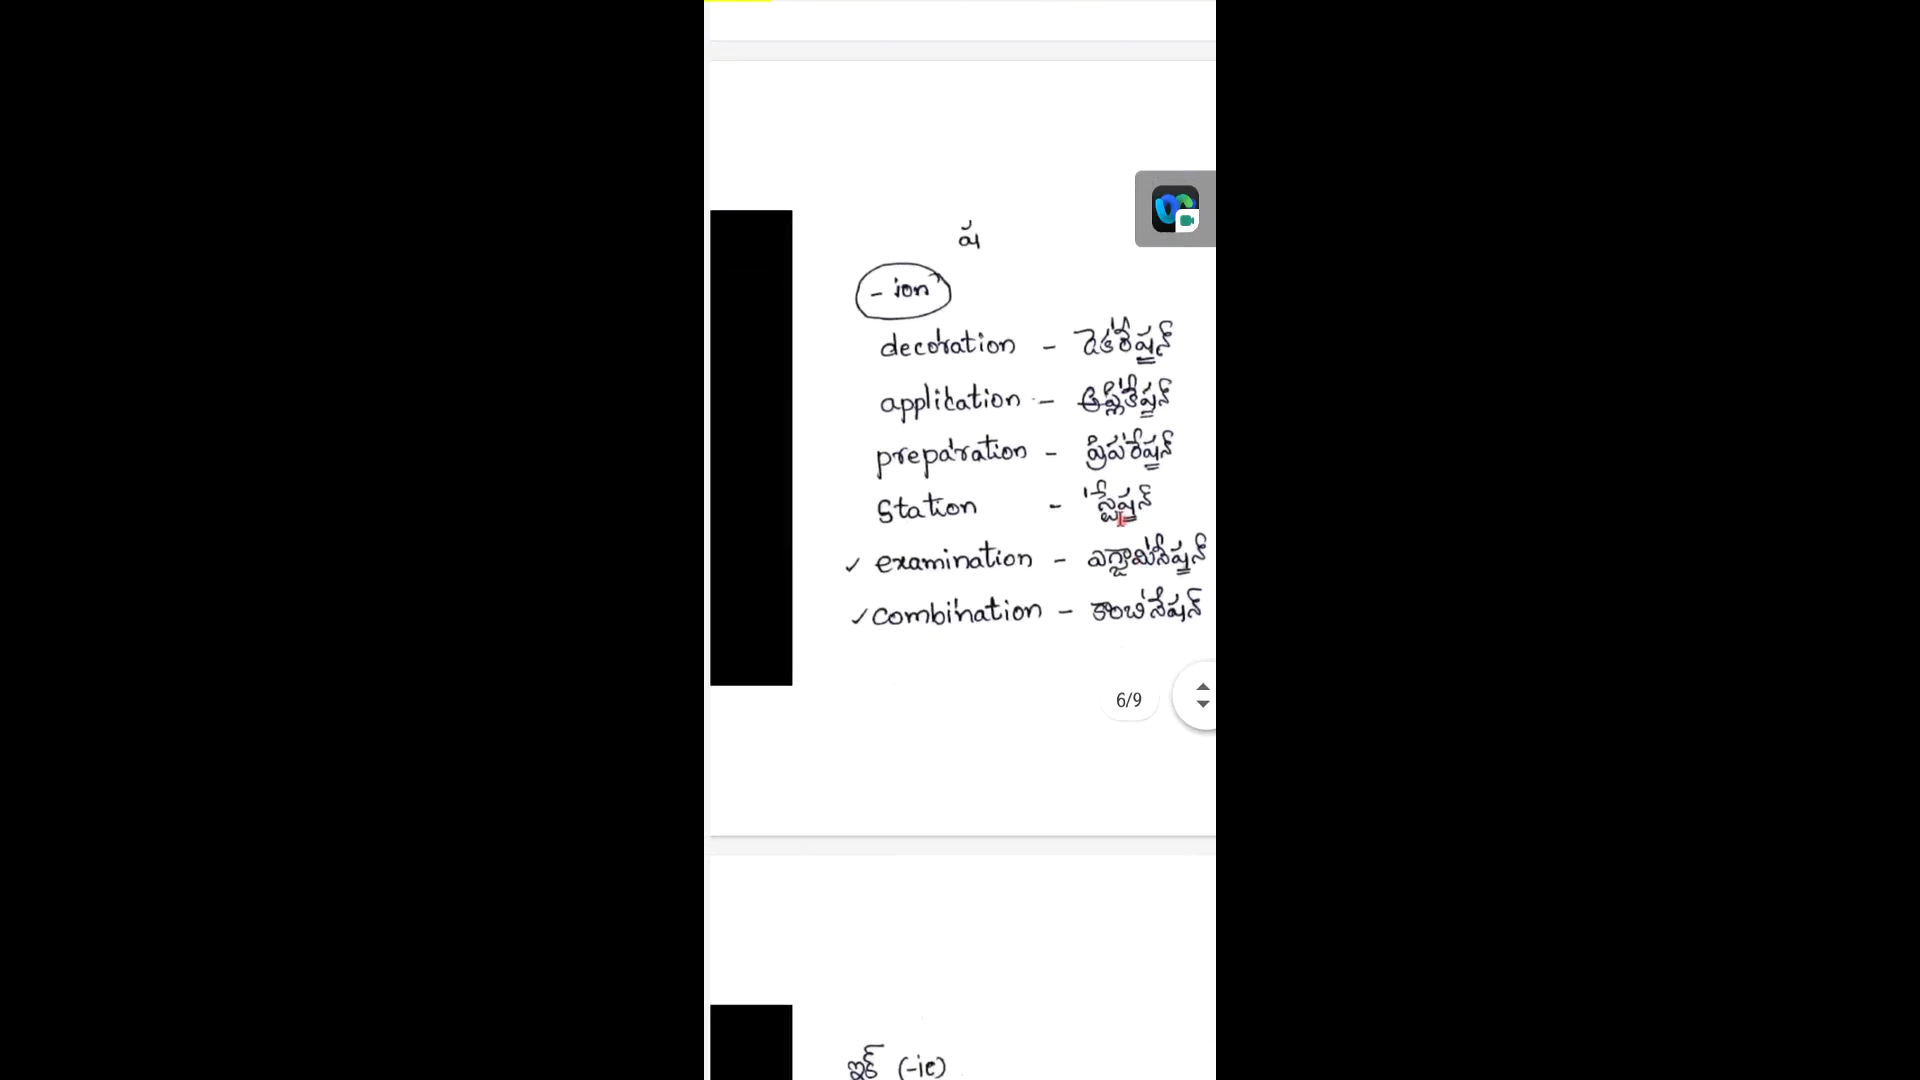 ష
- ion
decoration - డెకరేషన్
application - అప్లికేషన్
preparation - ప్రిపరేషన్
Station - స్టేషన్
✓ examination - ఎగ్జామినేషన్
✓ combination - కాంబినేషన్
6/9
ఇక్ (-ic)